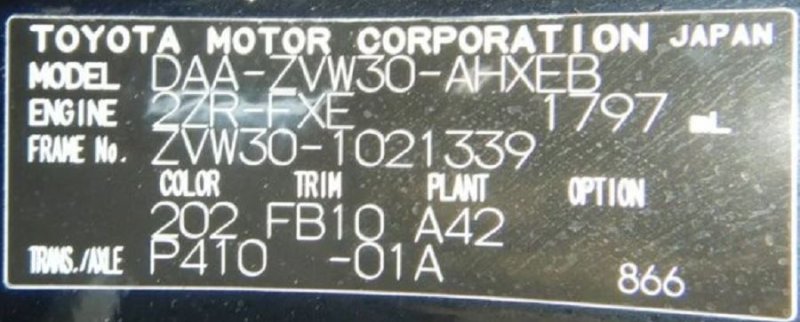 TOYOTA MOTOR CORPORATION JAPAN
MODEL DAA-ZVW30-AHXEB
ENGINE 2ZR-FXE 1797 mL
FRAME No. ZVW30-1021339
COLOR TRIM PLANT OPTION
202 FB10 A42
TRANS./AXLE P410 -01A 866